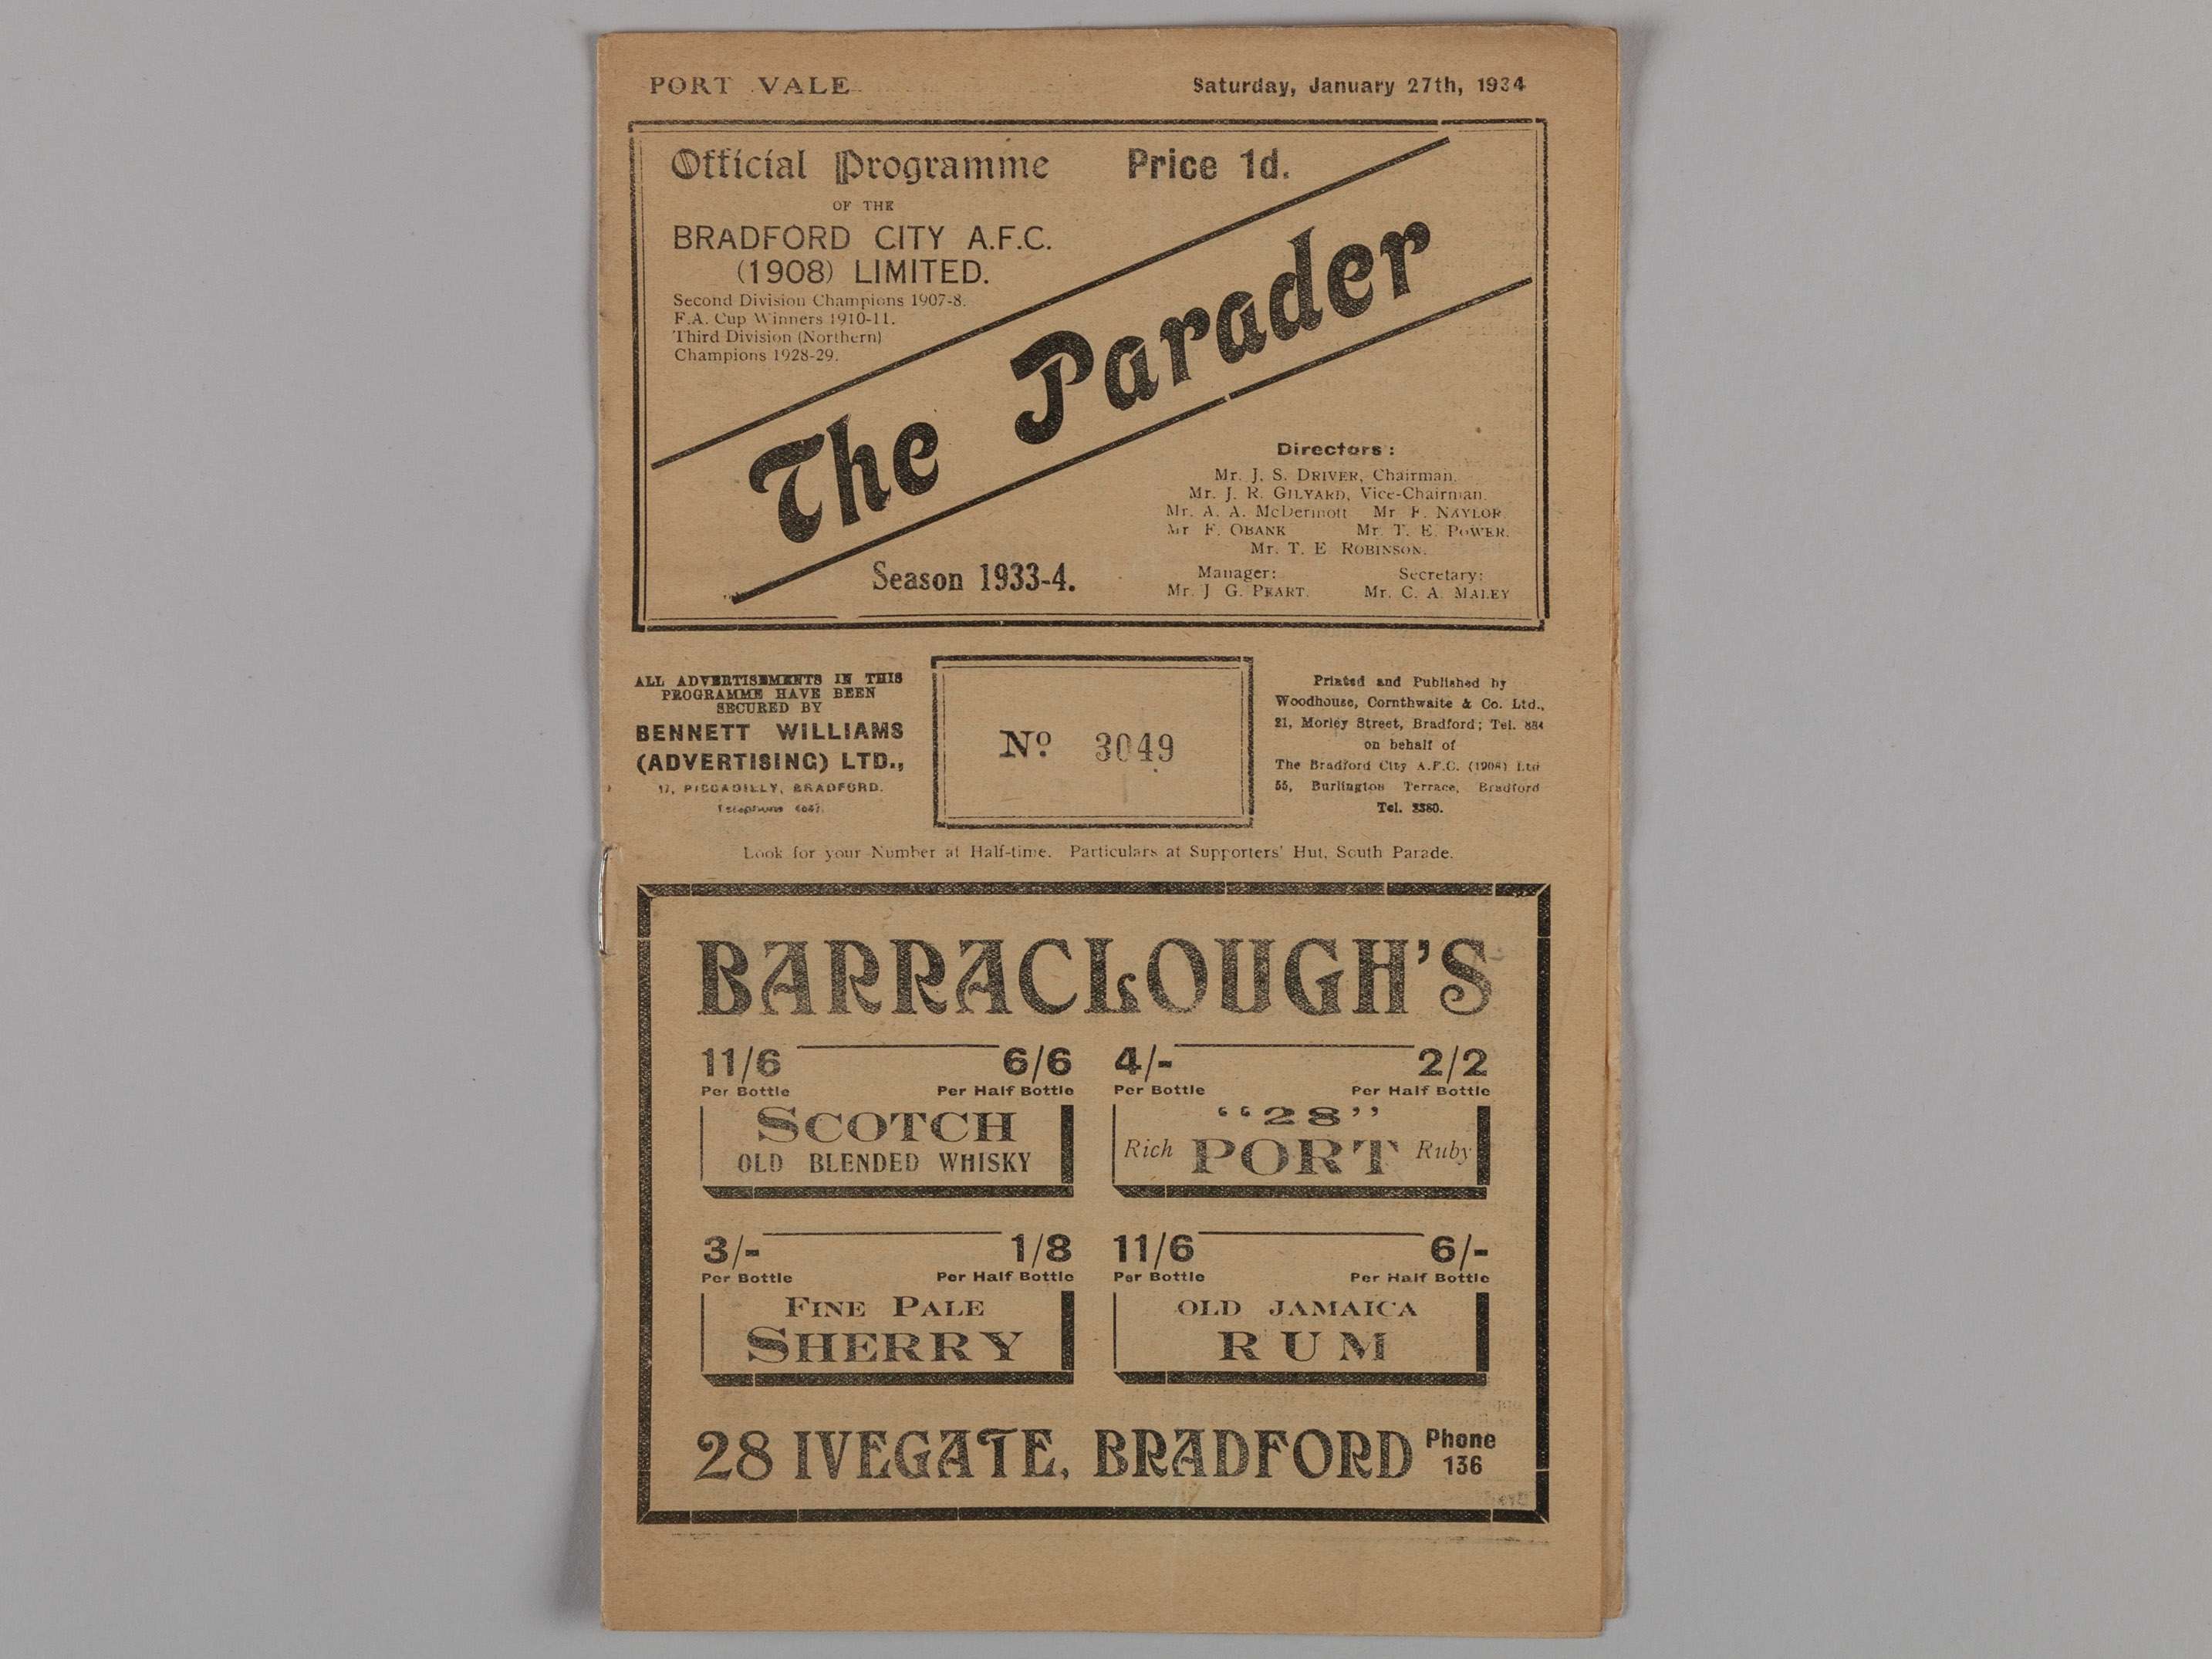 PORT VALE
Saturday, January 27th, 1934
Official Programme
Price 1d.
OF THE
BRADFORD CITY A.F.C.
(1908) LIMITED.
Second Division Champions 1907-8.
F.A. Cup Winners 1910-11.
Third Division (Northern)
Champions 1928-29.
The Parader
Season 1933-4.
Directors:
Mr. J. S. DRIVER, Chairman.
Mr. J. R. GILYARD, Vice-Chairman.
Mr. A. A. McDermott Mr. F. NAYLOR.
Mr F. OBANK Mr. T. E. POWER.
Mr. T. E ROBINSON.
Manager: Secretary:
Mr. J G. PEART. Mr. C. A. MALEY
ALL ADVERTISEMENTS IN THIS
PROGRAMME HAVE BEEN
SECURED BY
BENNETT WILLIAMS
(ADVERTISING) LTD.,
17, PICCADILLY, BRADFORD.
Telephone
Nº 3049
Printed and Published by
Woodhouse, Cornthwaite & Co. Ltd.,
21, Morley Street, Bradford; Tel.
on behalf of
The Bradford City A.F.C. (1908) Ltd
55, Burlington Terrace, Bradford
Tel.
Look for your Number at Half-time. Particulars at Supporters' Hut, South Parade.
BARRACLOUGH'S
11/6 6/6
Per Bottle Per Half Bottle
SCOTCH
OLD BLENDED WHISKY
4/- 2/2
Per Bottle Per Half Bottle
"28"
Rich PORT Ruby
3/- 1/8
Per Bottle Per Half Bottle
FINE PALE
SHERRY
11/6 6/-
Per Bottle Per Half Bottle
OLD JAMAICA
RUM
28 IVEGATE, BRADFORD Phone
136